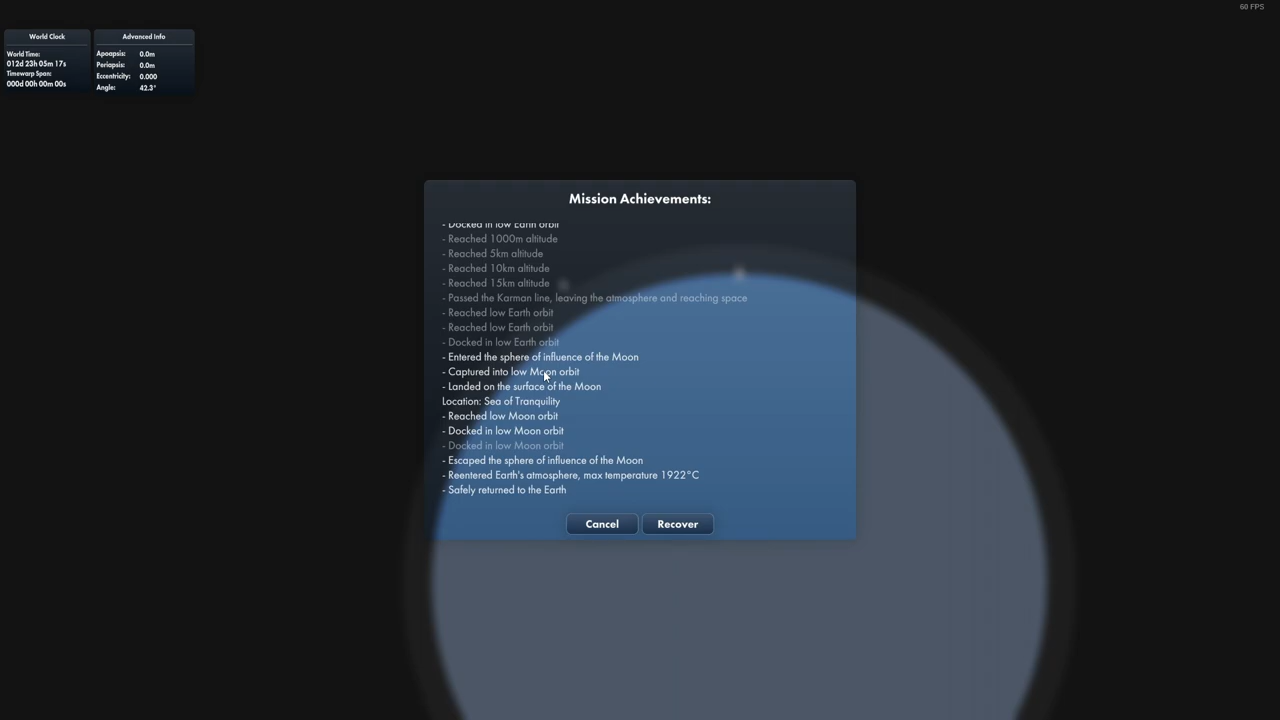 60 FPS
World Clock
World Time:
012d 23h 05m 17s
Timewarp Span:
000d 00h 00m 00s
Advanced Info
Apoapsis: 0.0m
Periapsis: 0.0m
Eccentricity: 0.000
Angle: 42.3°
Mission Achievements:
- Docked in low Earth orbit
- Reached 1000m altitude
- Reached 5km altitude
- Reached 10km altitude
- Reached 15km altitude
- Passed the Karman line, leaving the atmosphere and reaching space
- Reached low Earth orbit
- Reached low Earth orbit
- Docked in low Earth orbit
- Entered the sphere of influence of the Moon
- Captured into low Moon orbit
- Landed on the surface of the Moon
Location: Sea of Tranquility
- Reached low Moon orbit
- Docked in low Moon orbit
- Docked in low Moon orbit
- Escaped the sphere of influence of the Moon
- Reentered Earth's atmosphere, max temperature 1922°C
- Safely returned to the Earth
Cancel
Recover